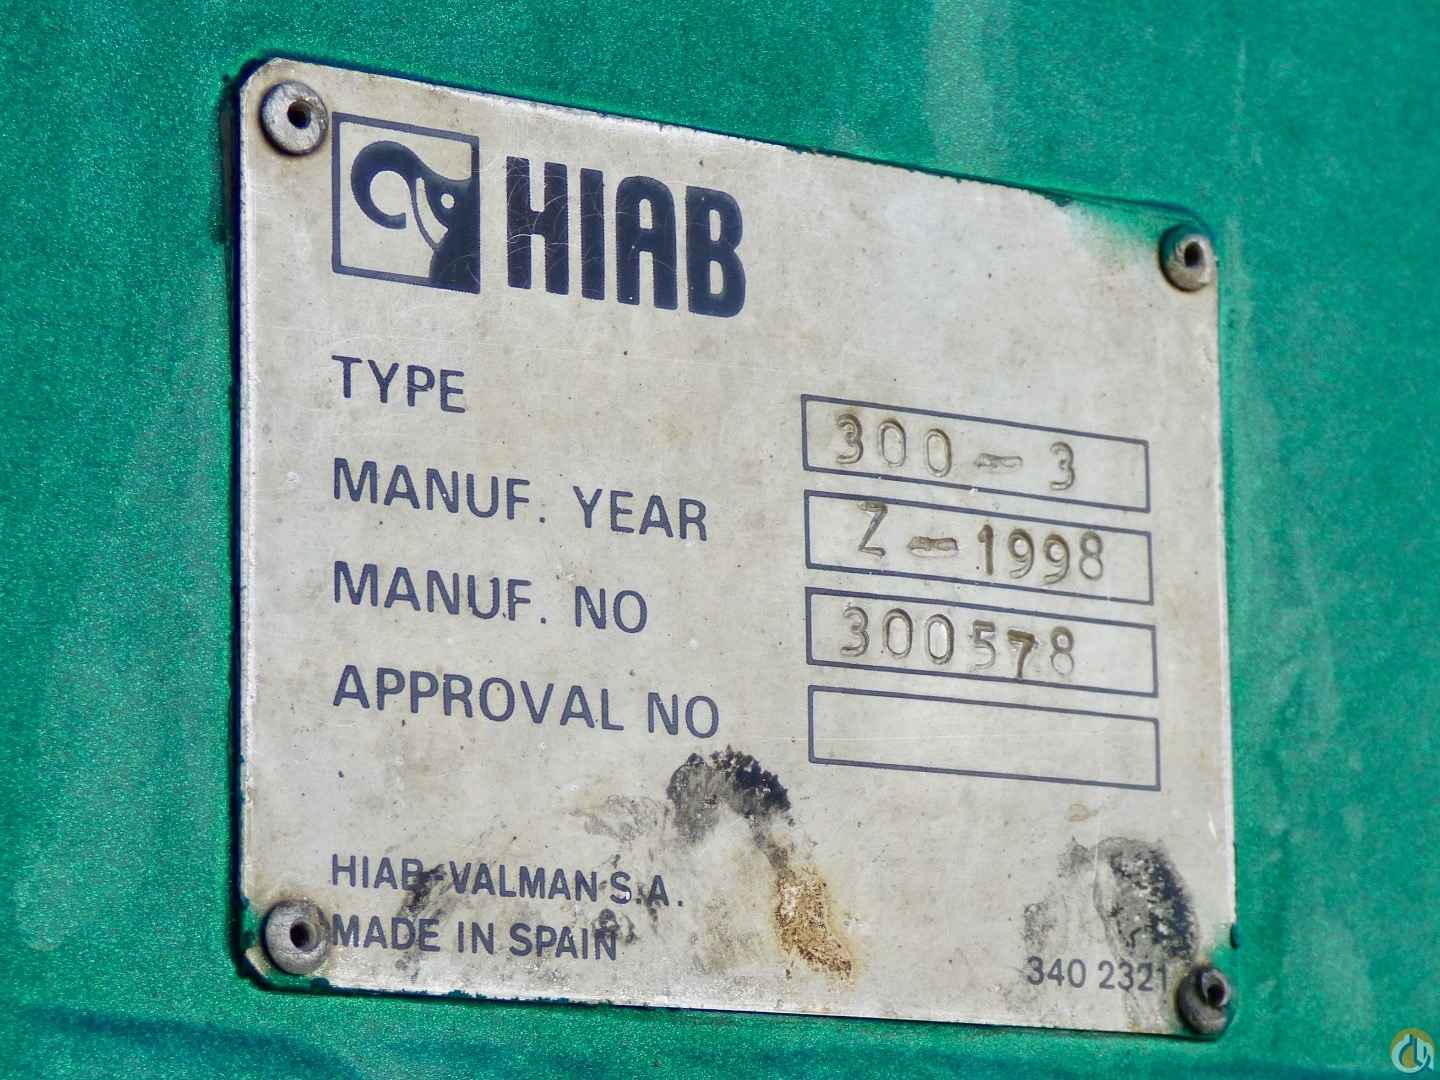 HIAB
TYPE 300-3
MANUF. YEAR Z-1998
MANUF. NO 300578
APPROVAL NO
HIAB-VALMAN S.A.
MADE IN SPAIN
340 2321